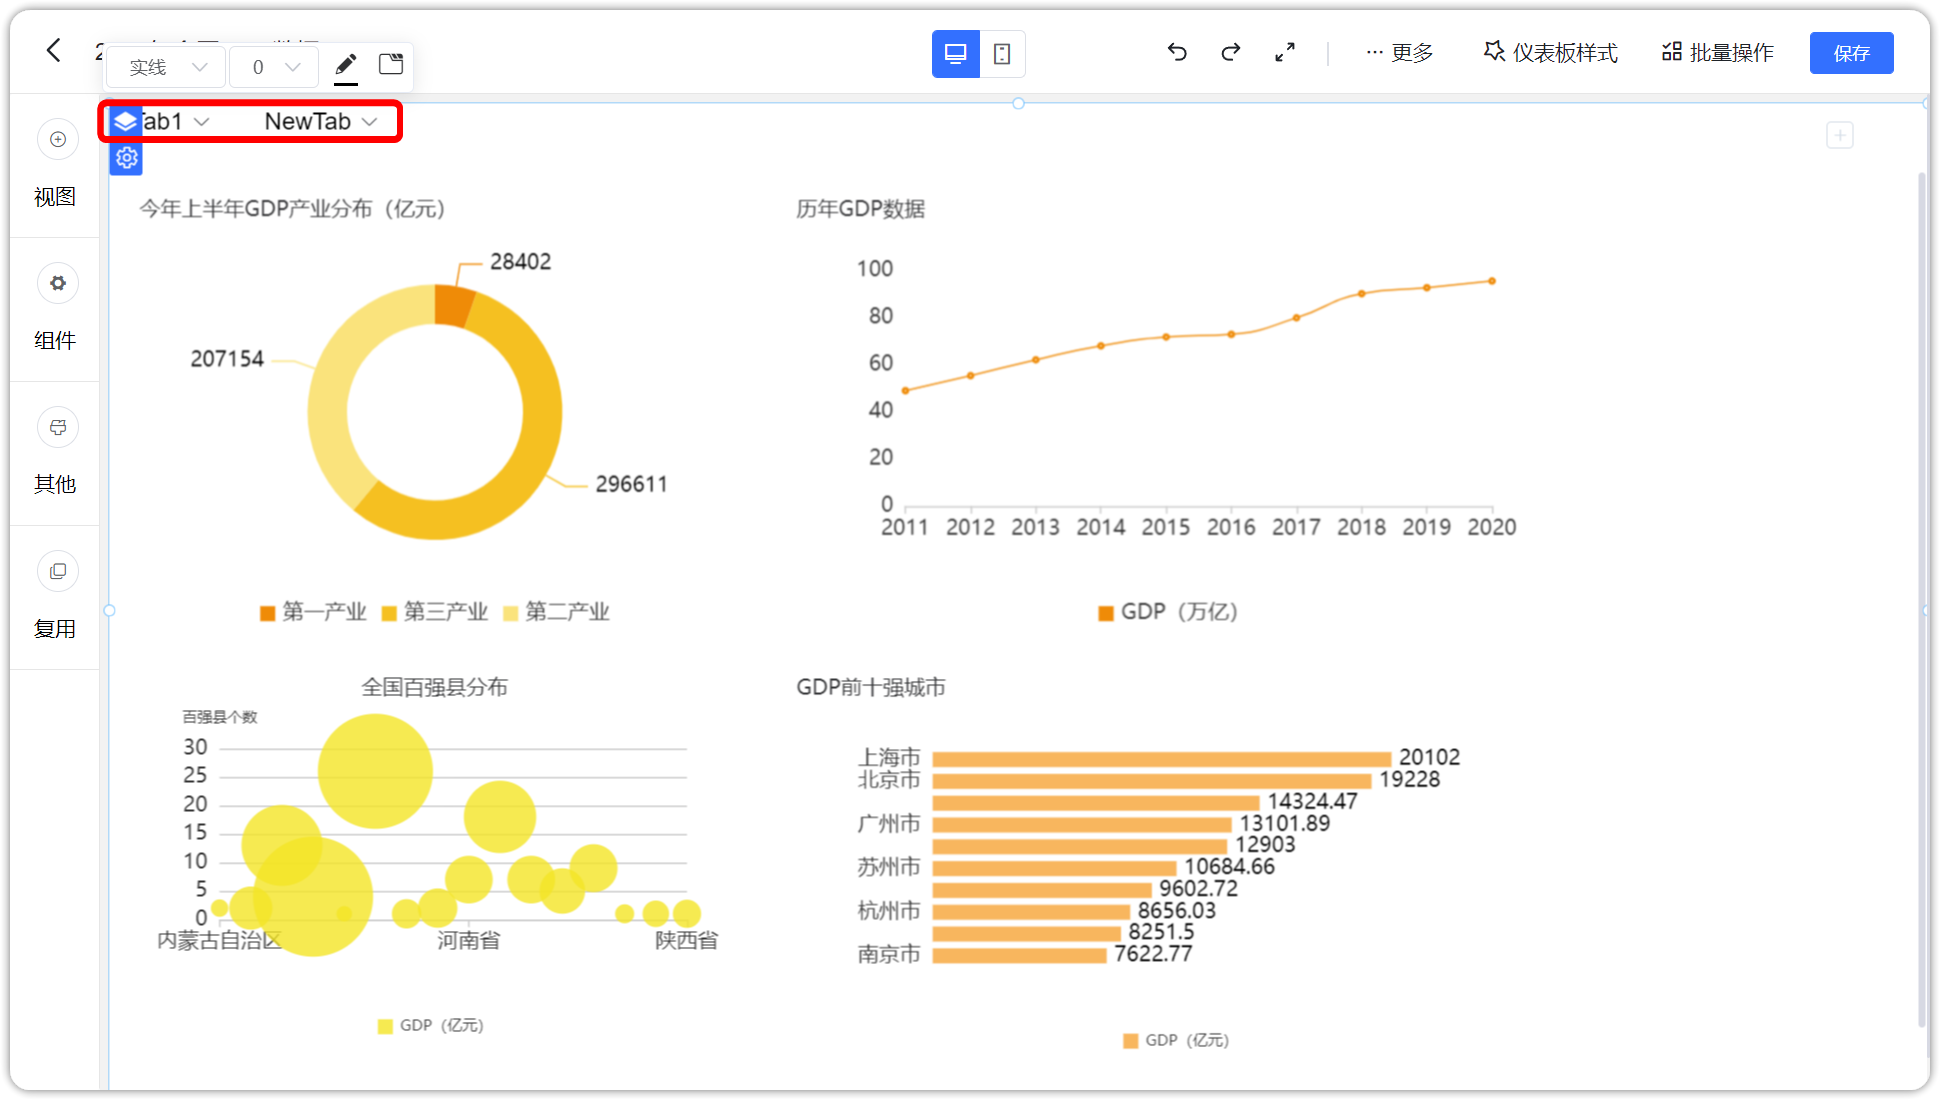 实线 0
更多 仪表板样式 批量操作 保存
Tab1 NewTab
视图
组件
其他
复用
今年上半年GDP产业分布（亿元）
28402
207154
296611
第一产业 第三产业 第二产业
历年GDP数据
100
80
60
40
20
0
2011 2012 2013 2014 2015 2016 2017 2018 2019 2020
GDP（万亿）
全国百强县分布
百强县个数
30
25
20
15
10
5
0
内蒙古自治区 河南省 陕西省
GDP（亿元）
GDP前十强城市
上海市 20102
北京市 19228
14324.47
广州市 13101.89
12903
苏州市 10684.66
9602.72
杭州市 8656.03
8251.5
南京市 7622.77
GDP（亿元）